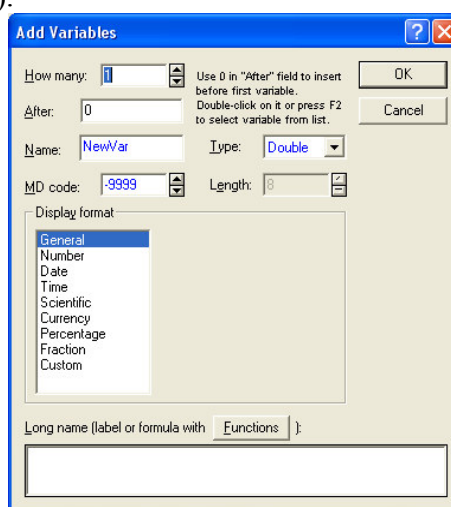 ).
Add Variables
How many: 1
Use 0 in "After" field to insert
before first variable.
Double-click on it or press F2
to select variable from list.
OK
After: 0
Cancel
Name: NewVar
Type: Double
MD code: -9999
Length: 8
Display format
General
Number
Date
Time
Scientific
Currency
Percentage
Fraction
Custom
Long name (label or formula with Functions ):